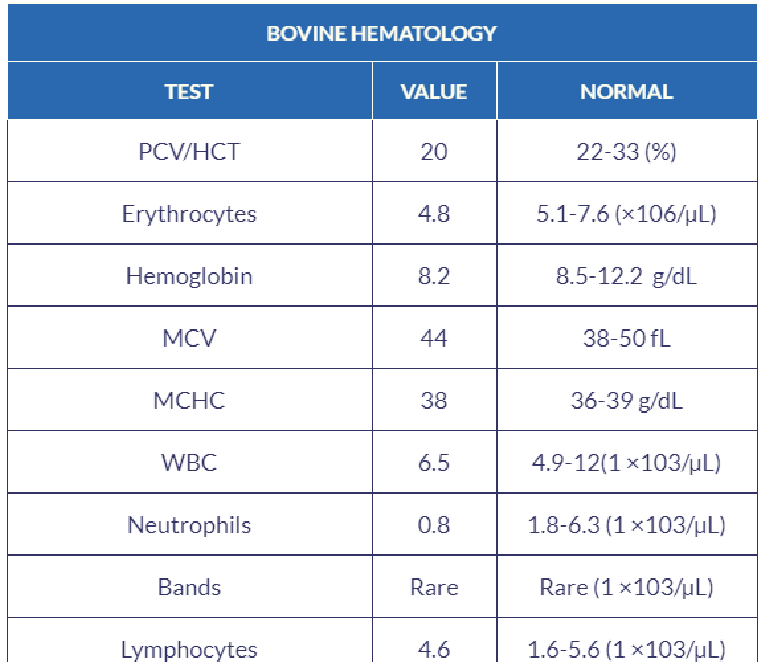 BOVINE HEMATOLOGY
TEST VALUE NORMAL
PCV/HCT 20 22-33 (%)
Erythrocytes 4.8 5.1-7.6 (×106/µL)
Hemoglobin 8.2 8.5-12.2 g/dL
MCV 44 38-50 fL
MCHC 38 36-39 g/dL
WBC 6.5 4.9-12(1 ×103/µL)
Neutrophils 0.8 1.8-6.3 (1 ×103/µL)
Bands Rare Rare (1 ×103/µL)
Lymphocytes 4.6 1.6-5.6 (1 ×103/µL)